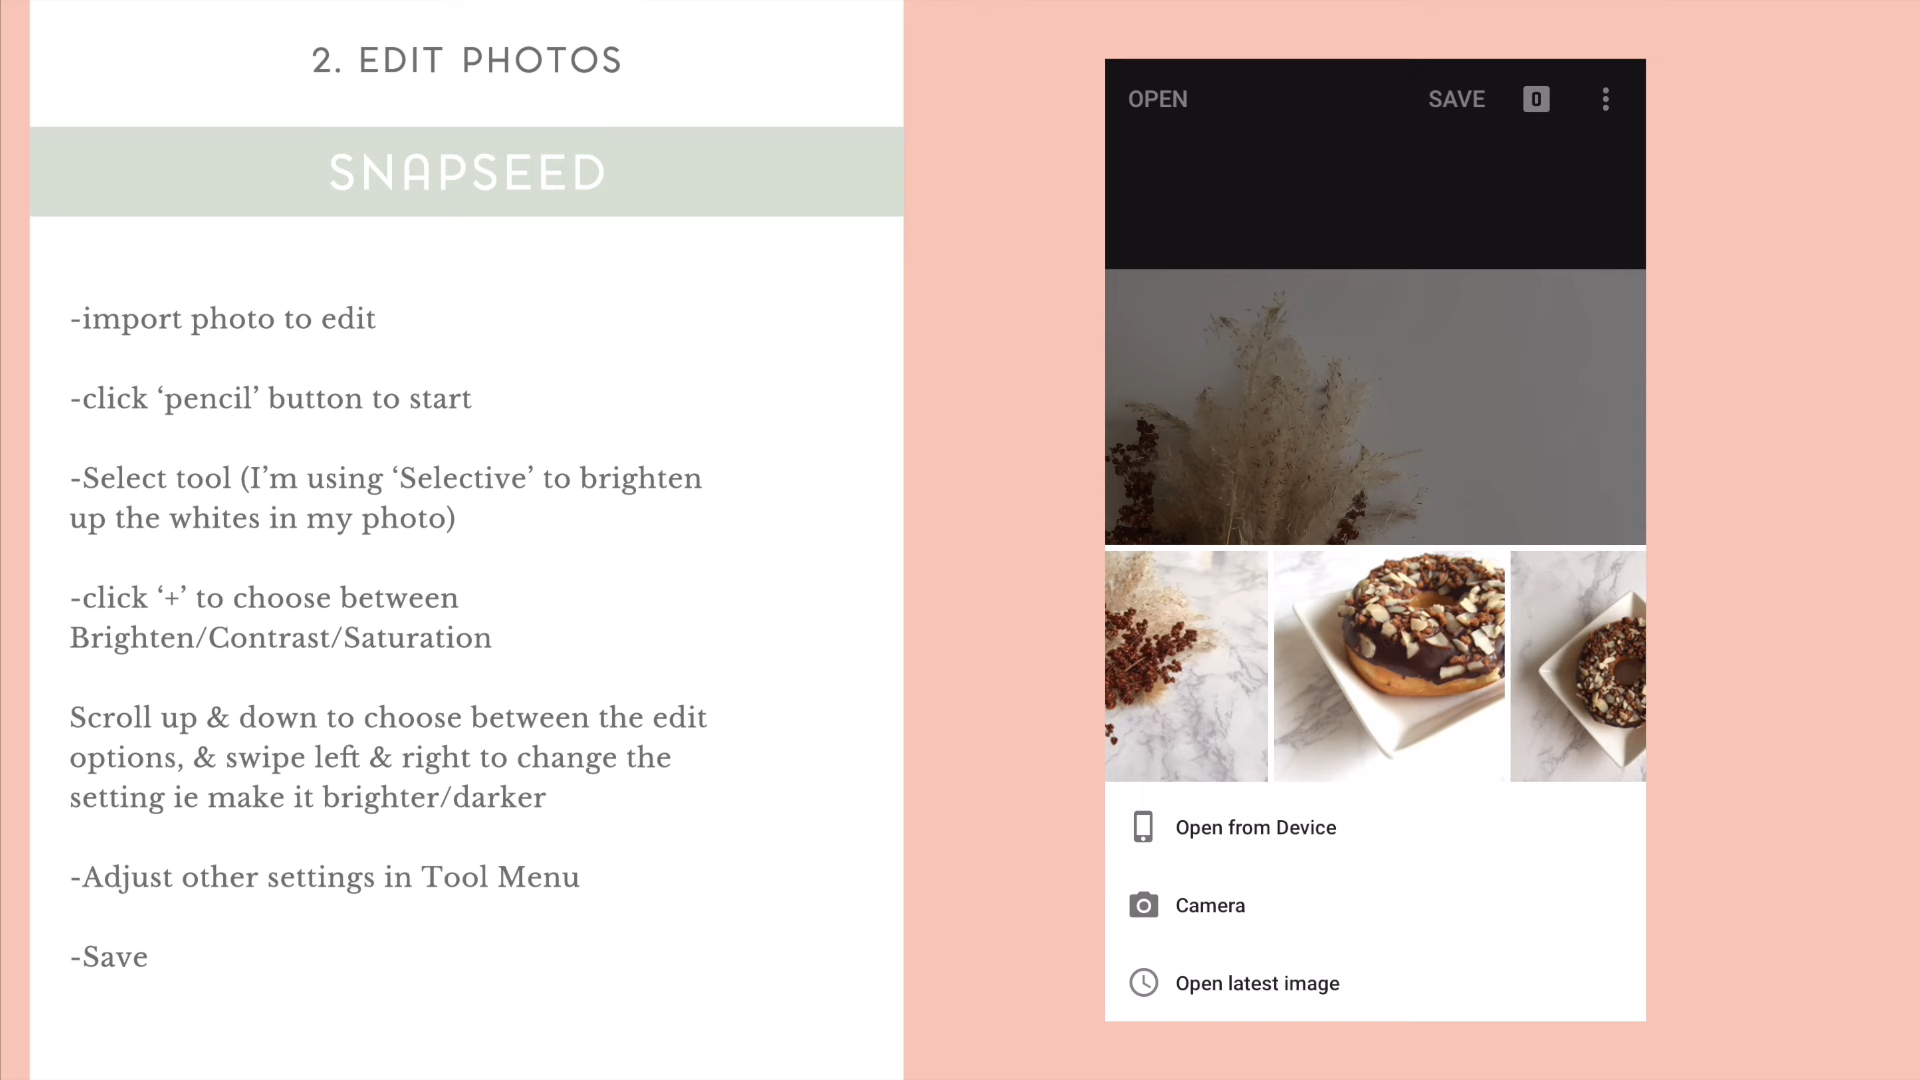 2. EDIT PHOTOS
SNAPSEED
-import photo to edit
-click ‘pencil’ button to start
-Select tool (I’m using ‘Selective’ to brighten
up the whites in my photo)
-click ‘+’ to choose between
Brighten/Contrast/Saturation
Scroll up & down to choose between the edit
options, & swipe left & right to change the
setting ie make it brighter/darker
-Adjust other settings in Tool Menu
-Save
OPEN SAVE 0
Open from Device
Camera
Open latest image